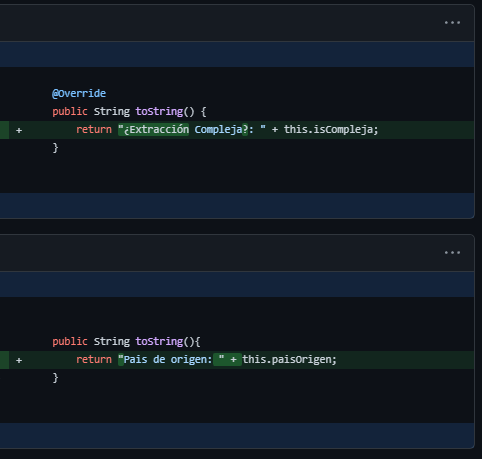 @Override
public String toString() {
+ return "¿Extracción Compleja?: " + this.isCompleja;
}
public String toString(){
+ return "Pais de origen: " + this.paisOrigen;
}